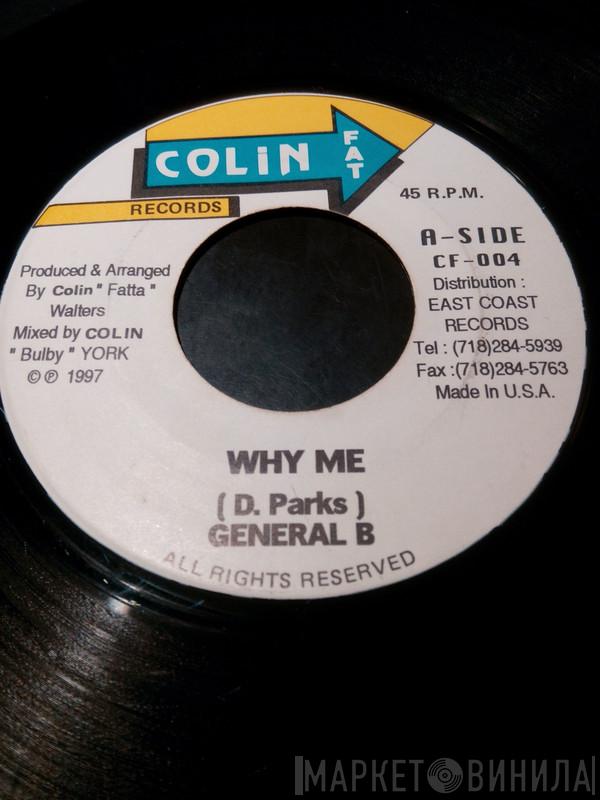 COLiN FAT
RECORDS
45 R.P.M.
A-SIDE
CF-004
Distribution :
EAST COAST
RECORDS
Tel : (718)284-5939
Fax :(718)284-5763
Made In U.S.A.
Produced & Arranged
By Colin" Fatta "
Walters
Mixed by COLIN
" Bulby " YORK
© ℗ 1997
WHY ME
( D. Parks )
GENERAL B
ALL RIGHTS RESERVED
МАРКЕТ ВИНИЛА